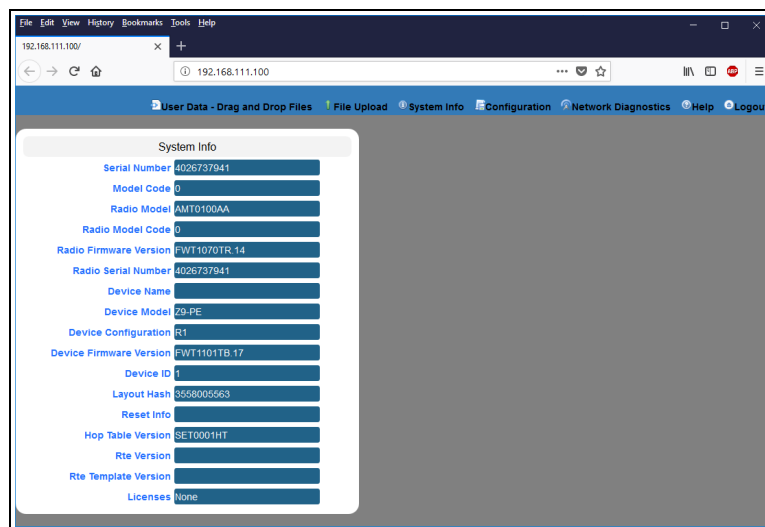 File Edit View History Bookmarks Tools Help
192.168.111.100/
192.168.111.100
ABP
User Data - Drag and Drop Files File Upload System Info Configuration Network Diagnostics Help Logou
System Info
Serial Number 4026737941
Model Code 0
Radio Model AMT0100AA
Radio Model Code 0
Radio Firmware Version FWT1070TR.14
Radio Serial Number 4026737941
Device Name
Device Model Z9-PE
Device Configuration R1
Device Firmware Version FWT1101TB.17
Device ID 1
Layout Hash 3558005563
Reset Info
Hop Table Version SET0001HT
Rte Version
Rte Template Version
Licenses None